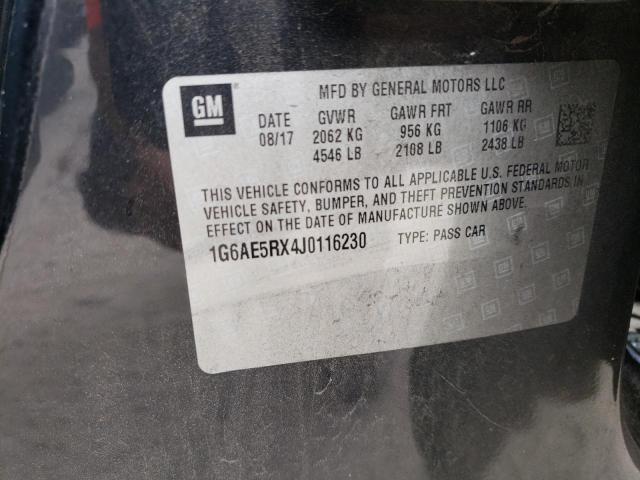 GM
MFD BY GENERAL MOTORS LLC
DATE GVWR GAWR FRT GAWR RR
08/17 2062 KG 956 KG 1106 KG
4546 LB 2108 LB 2438 LB
THIS VEHICLE CONFORMS TO ALL APPLICABLE U.S. FEDERAL MOTOR
VEHICLE SAFETY, BUMPER, AND THEFT PREVENTION STANDARDS IN
EFFECT ON THE DATE OF MANUFACTURE SHOWN ABOVE.
1G6AE5RX4J0116230 TYPE: PASS CAR